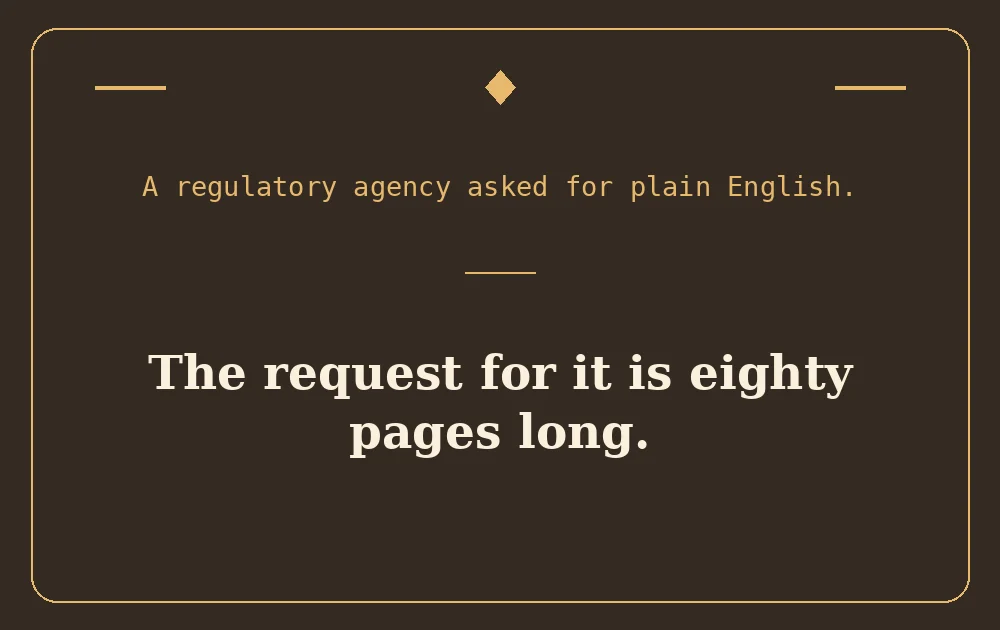 A regulatory agency asked for plain English.
The request for it is eighty
pages long.